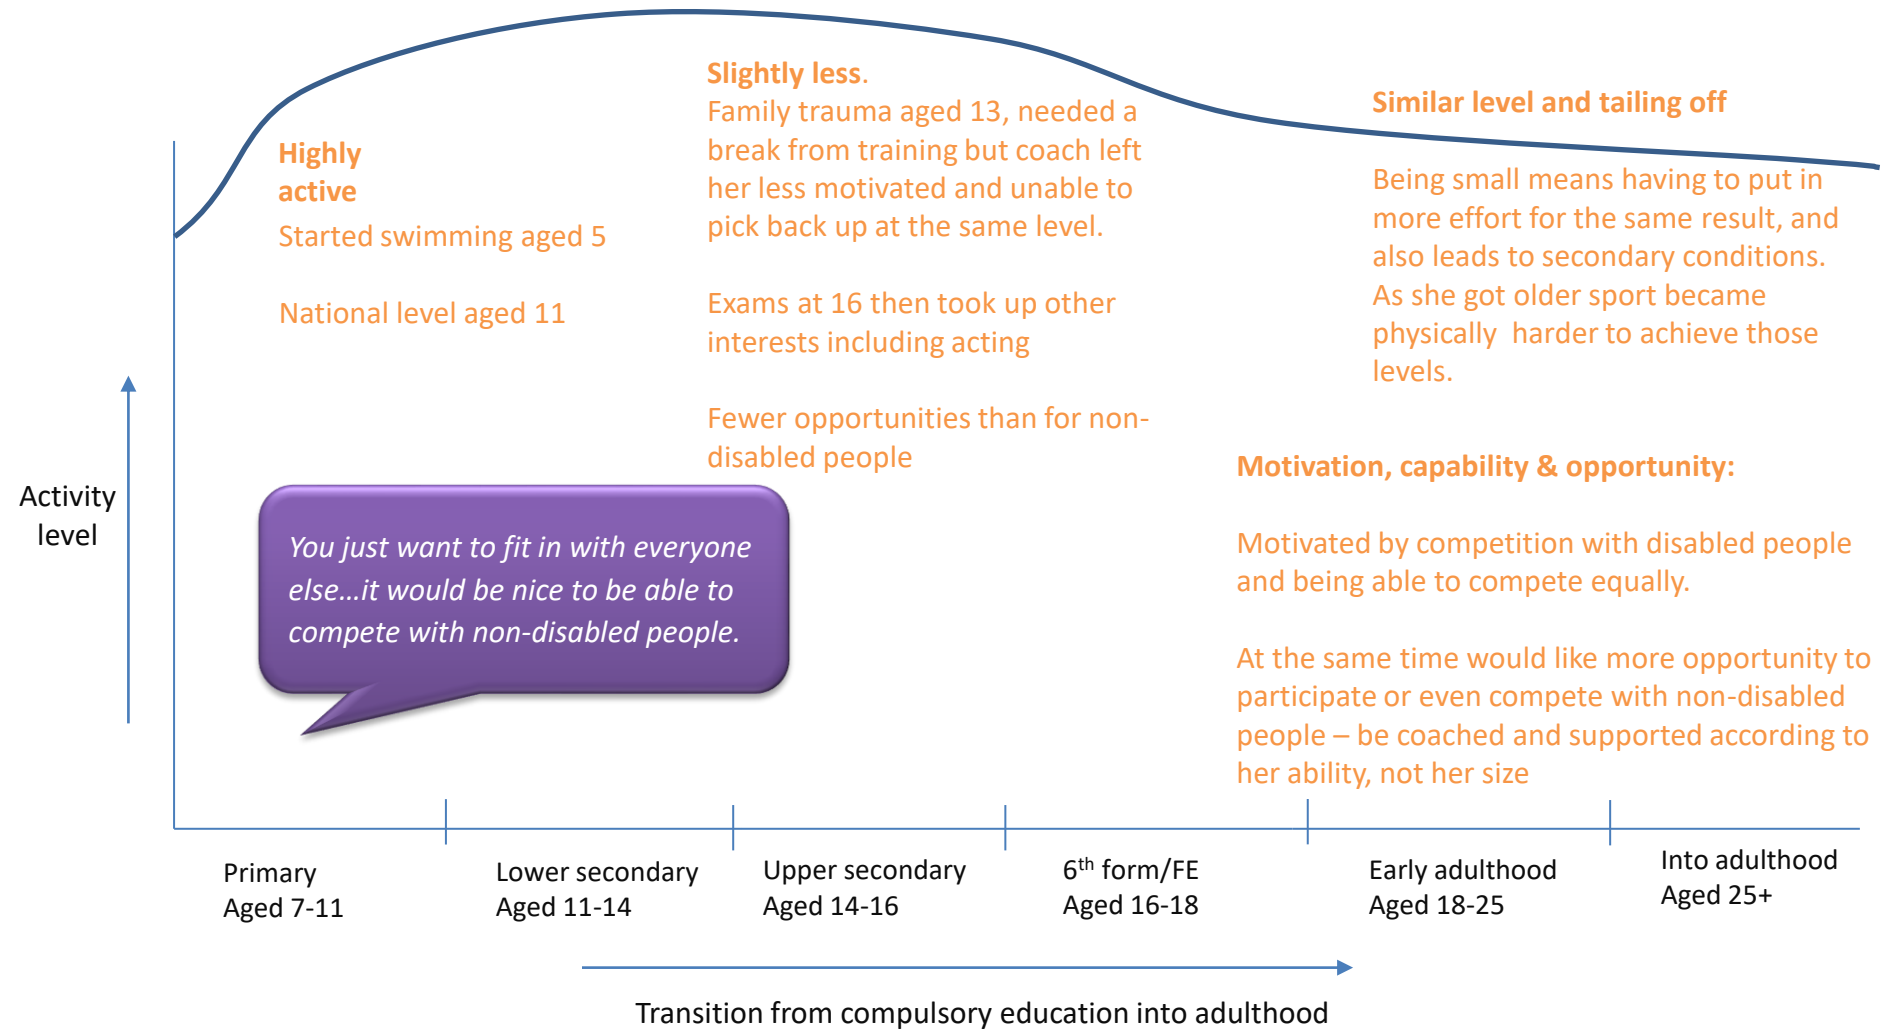 Highly
active
Started swimming aged 5
National level aged 11
Slightly less.
Family trauma aged 13, needed a
break from training but coach left
her less motivated and unable to
pick back up at the same level.
Exams at 16 then took up other
interests including acting
Fewer opportunities than for non-
disabled people
Similar level and tailing off
Being small means having to put in
more effort for the same result, and
also leads to secondary conditions.
As she got older sport became
physically  harder to achieve those
levels.
Motivation, capability & opportunity:
Motivated by competition with disabled people
and being able to compete equally.
At the same time would like more opportunity to
participate or even compete with non-disabled
people – be coached and supported according to
her ability, not her size
Activity
level
You just want to fit in with everyone
else…it would be nice to be able to
compete with non-disabled people.
Primary
Aged 7-11
Lower secondary
Aged 11-14
Upper secondary
Aged 14-16
6th form/FE
Aged 16-18
Early adulthood
Aged 18-25
Into adulthood
Aged 25+
Transition from compulsory education into adulthood